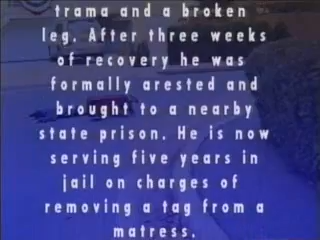 trama and a broken
leg. After three weeks
of recovery he was
formally arested and
brought to a nearby
state prison. He is now
serving five years in
jail on charges of
removing a tag from a
matress.